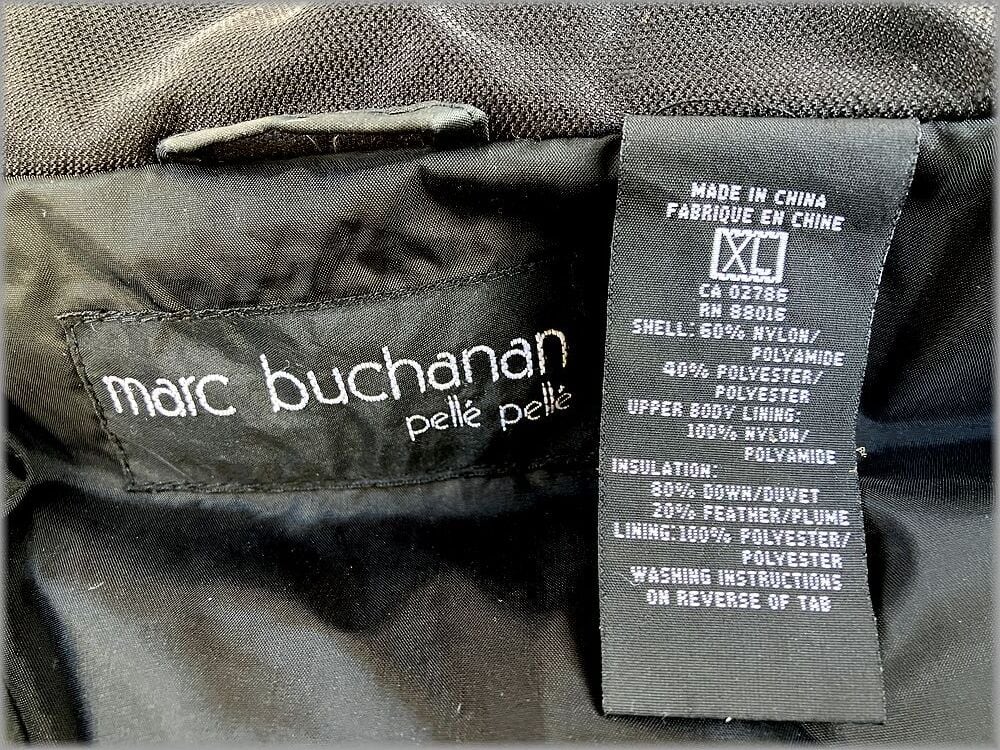 marc buchanan
pellé pellé
MADE IN CHINA
FABRIQUE EN CHINE
XL
CA 02786
RN 88016
SHELL: 60% NYLON/
POLYAMIDE
40% POLYESTER/
POLYESTER
UPPER BODY LINING:
100% NYLON/
POLYAMIDE
INSULATION:
80% DOWN/DUVET
20% FEATHER/PLUME
LINING:100% POLYESTER/
POLYESTER
WASHING INSTRUCTIONS
ON REVERSE OF TAB